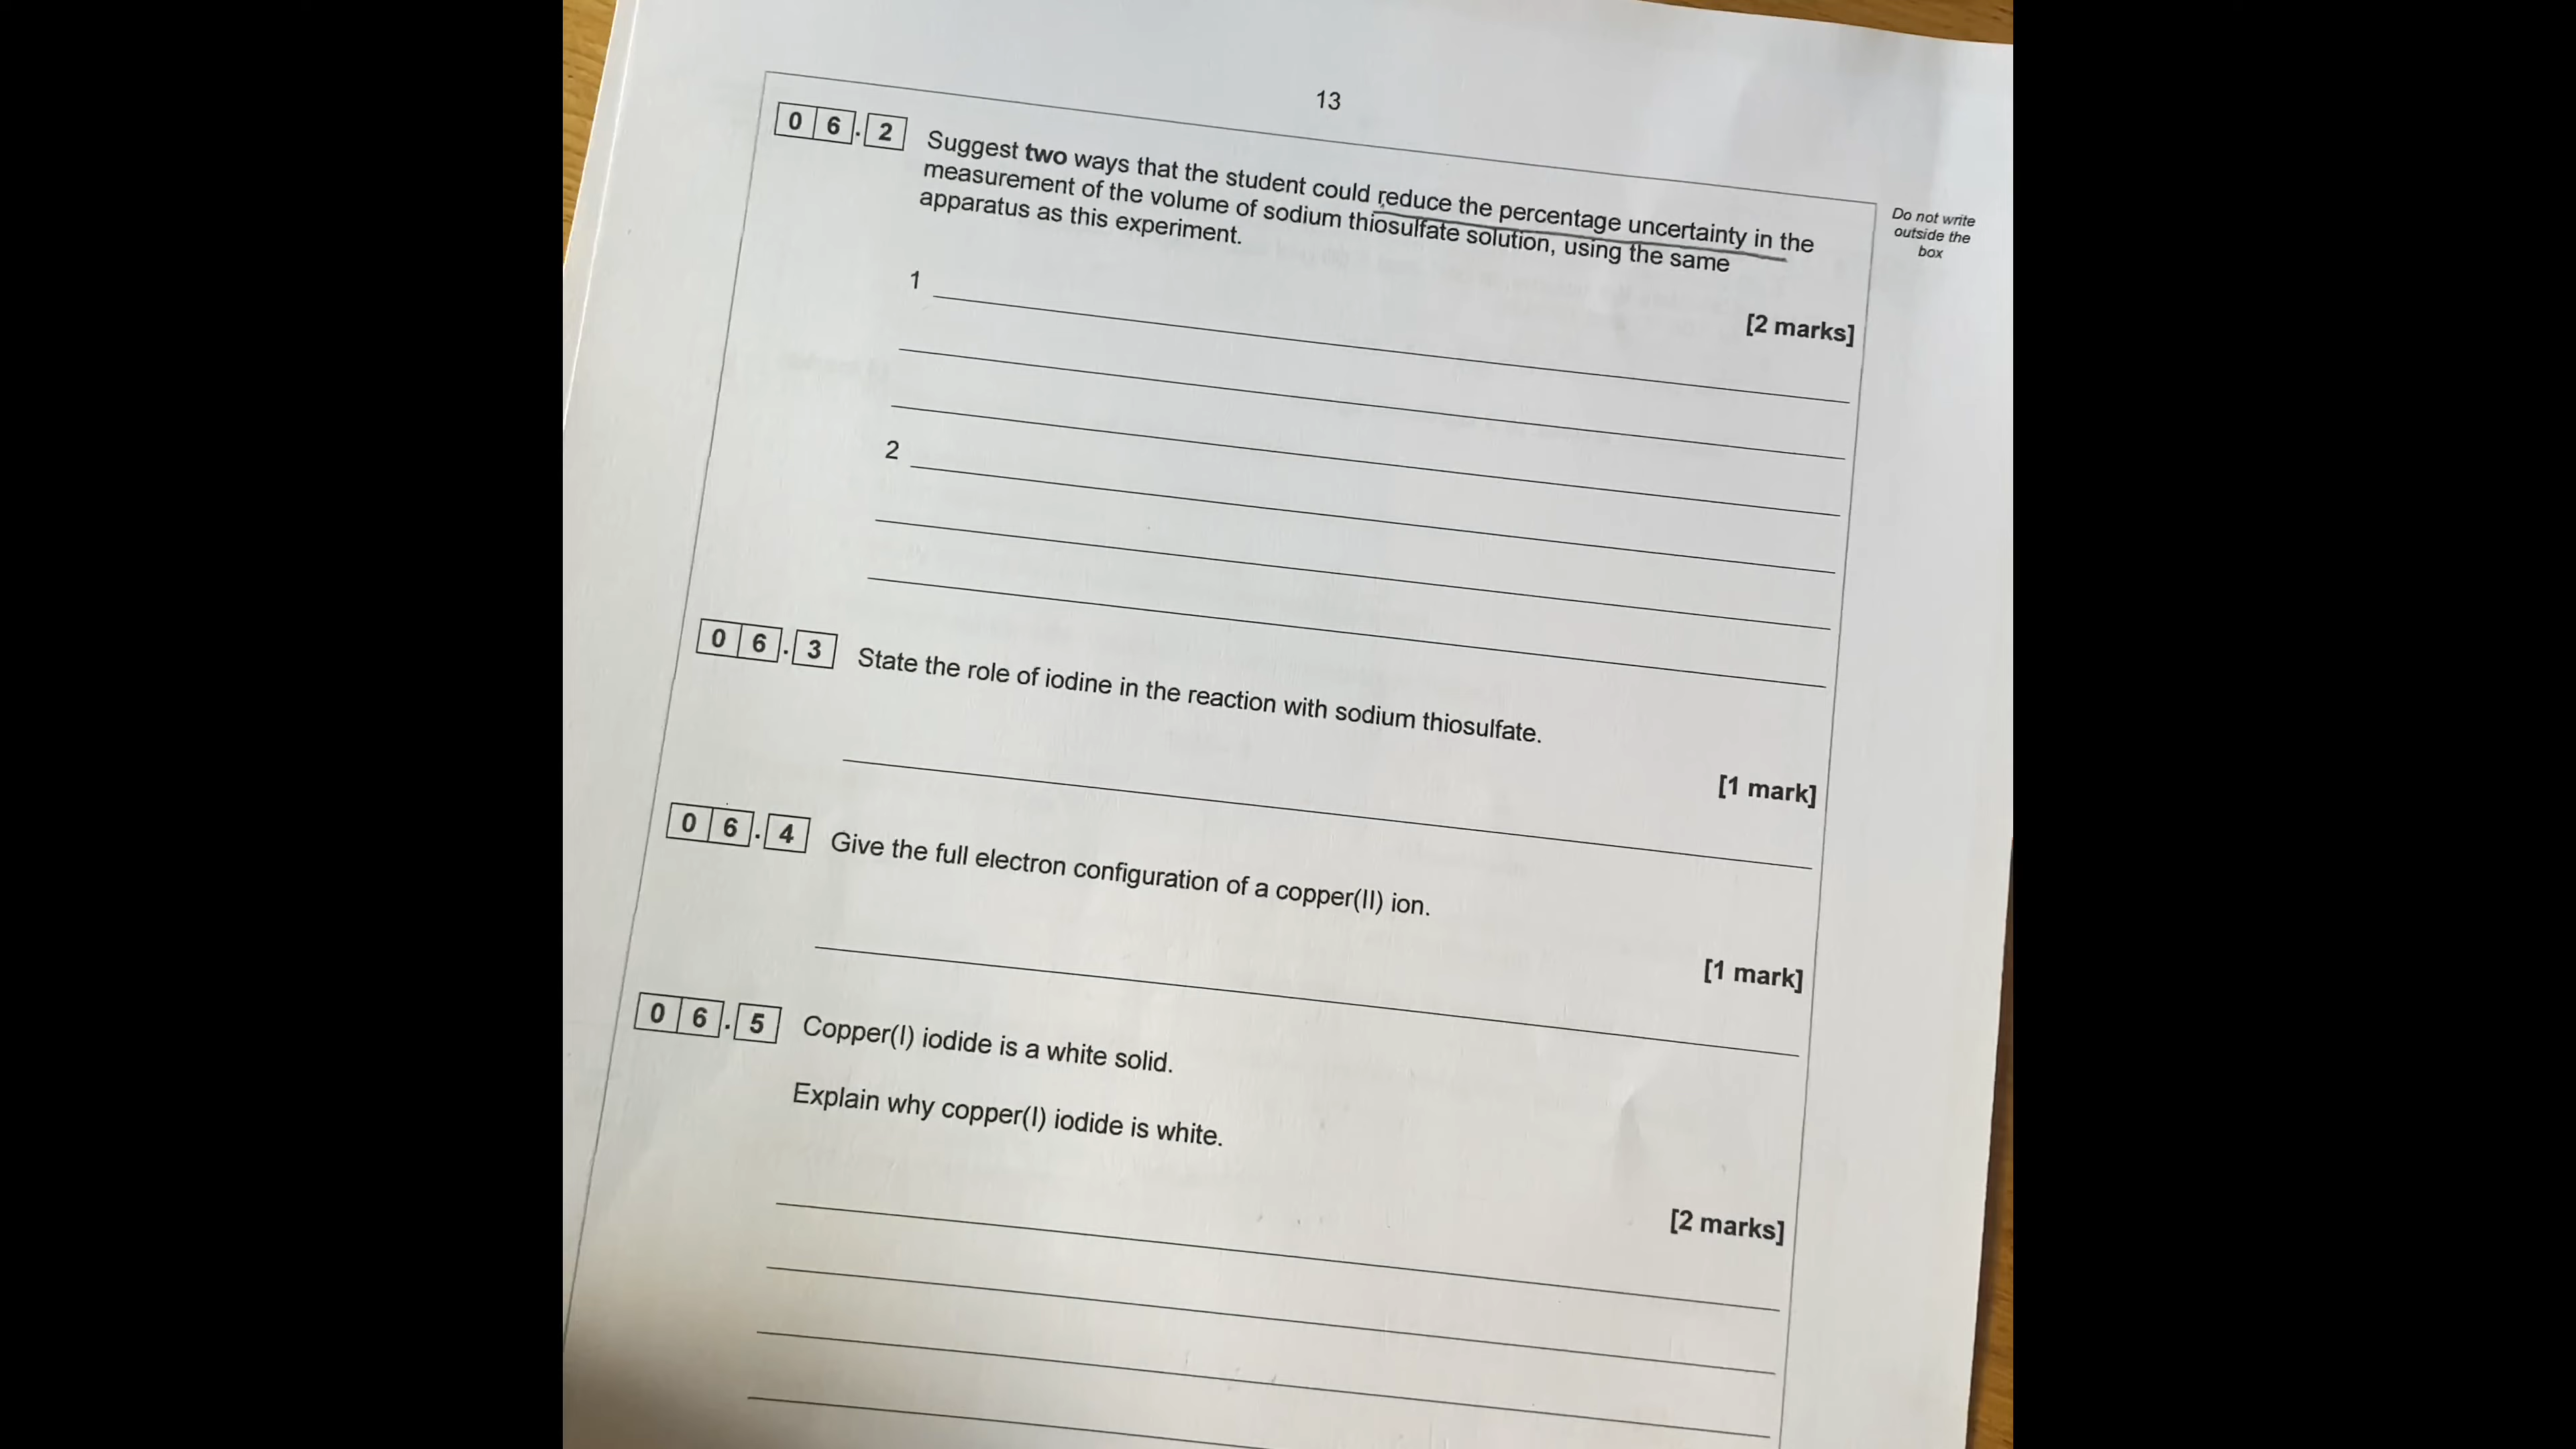 13
0 6 . 2 Suggest two ways that the student could reduce the percentage uncertainty in the
measurement of the volume of sodium thiosulfate solution, using the same
apparatus as this experiment.
Do not write
outside the
box
[2 marks]
1
2
0 6 . 3 State the role of iodine in the reaction with sodium thiosulfate.
[1 mark]
0 6 . 4 Give the full electron configuration of a copper(II) ion.
[1 mark]
0 6 . 5 Copper(I) iodide is a white solid.
Explain why copper(I) iodide is white.
[2 marks]